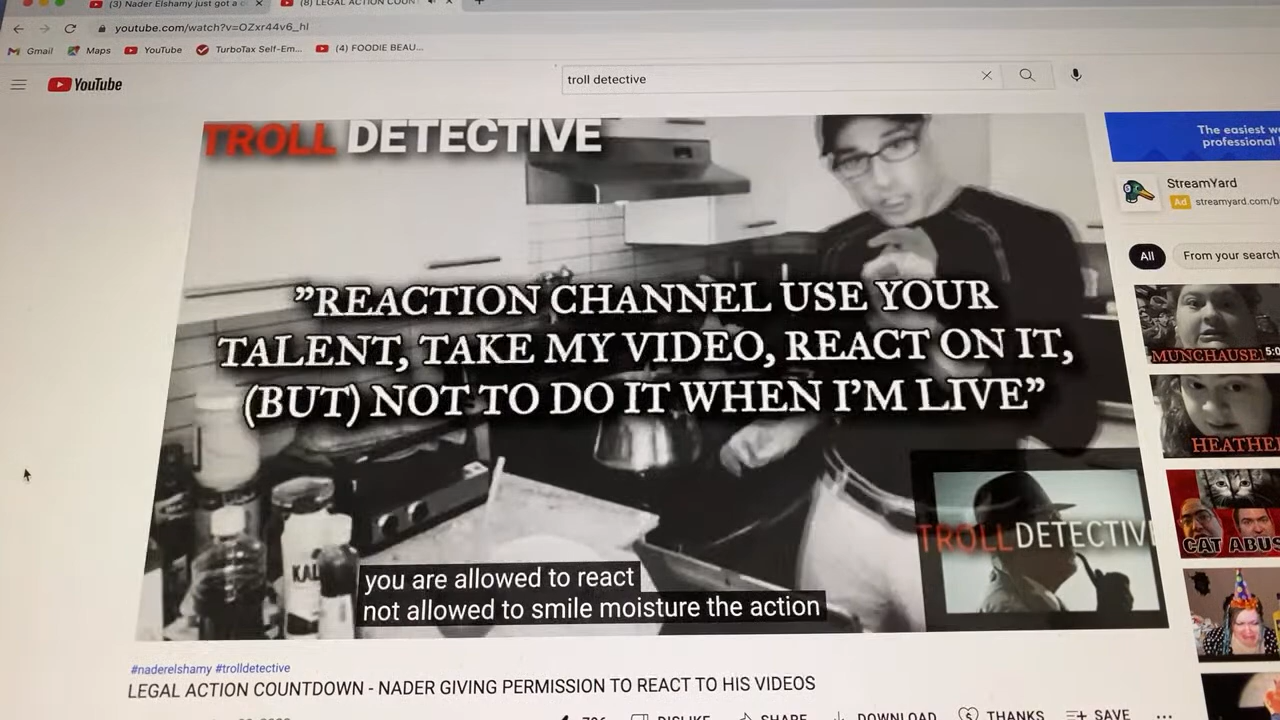 (3) Nader Elshamy just got a
(8) LEGAL ACTION COUN
youtube.com/watch?v=OZxr44v6_hI
Gmail
Maps
YouTube
TurboTax Self-Em...
(4) FOODIE BEAU...
YouTube
troll detective
TROLL DETECTIVE
"REACTION CHANNEL USE YOUR
TALENT, TAKE MY VIDEO, REACT ON IT,
(BUT) NOT TO DO IT WHEN I'M LIVE"
KAL
TROLLDETECTIVE
you are allowed to react
not allowed to smile moisture the action
#naderelshamy #trolldetective
LEGAL ACTION COUNTDOWN - NADER GIVING PERMISSION TO REACT TO HIS VIDEOS
DISLIKE
SHARE
DOWNLOAD
THANKS
SAVE
The easiest w
professional
StreamYard
Ad streamyard.com/b
All
From your search
MUNCHAUSE
5:0
HEATHE
CAT ABUS